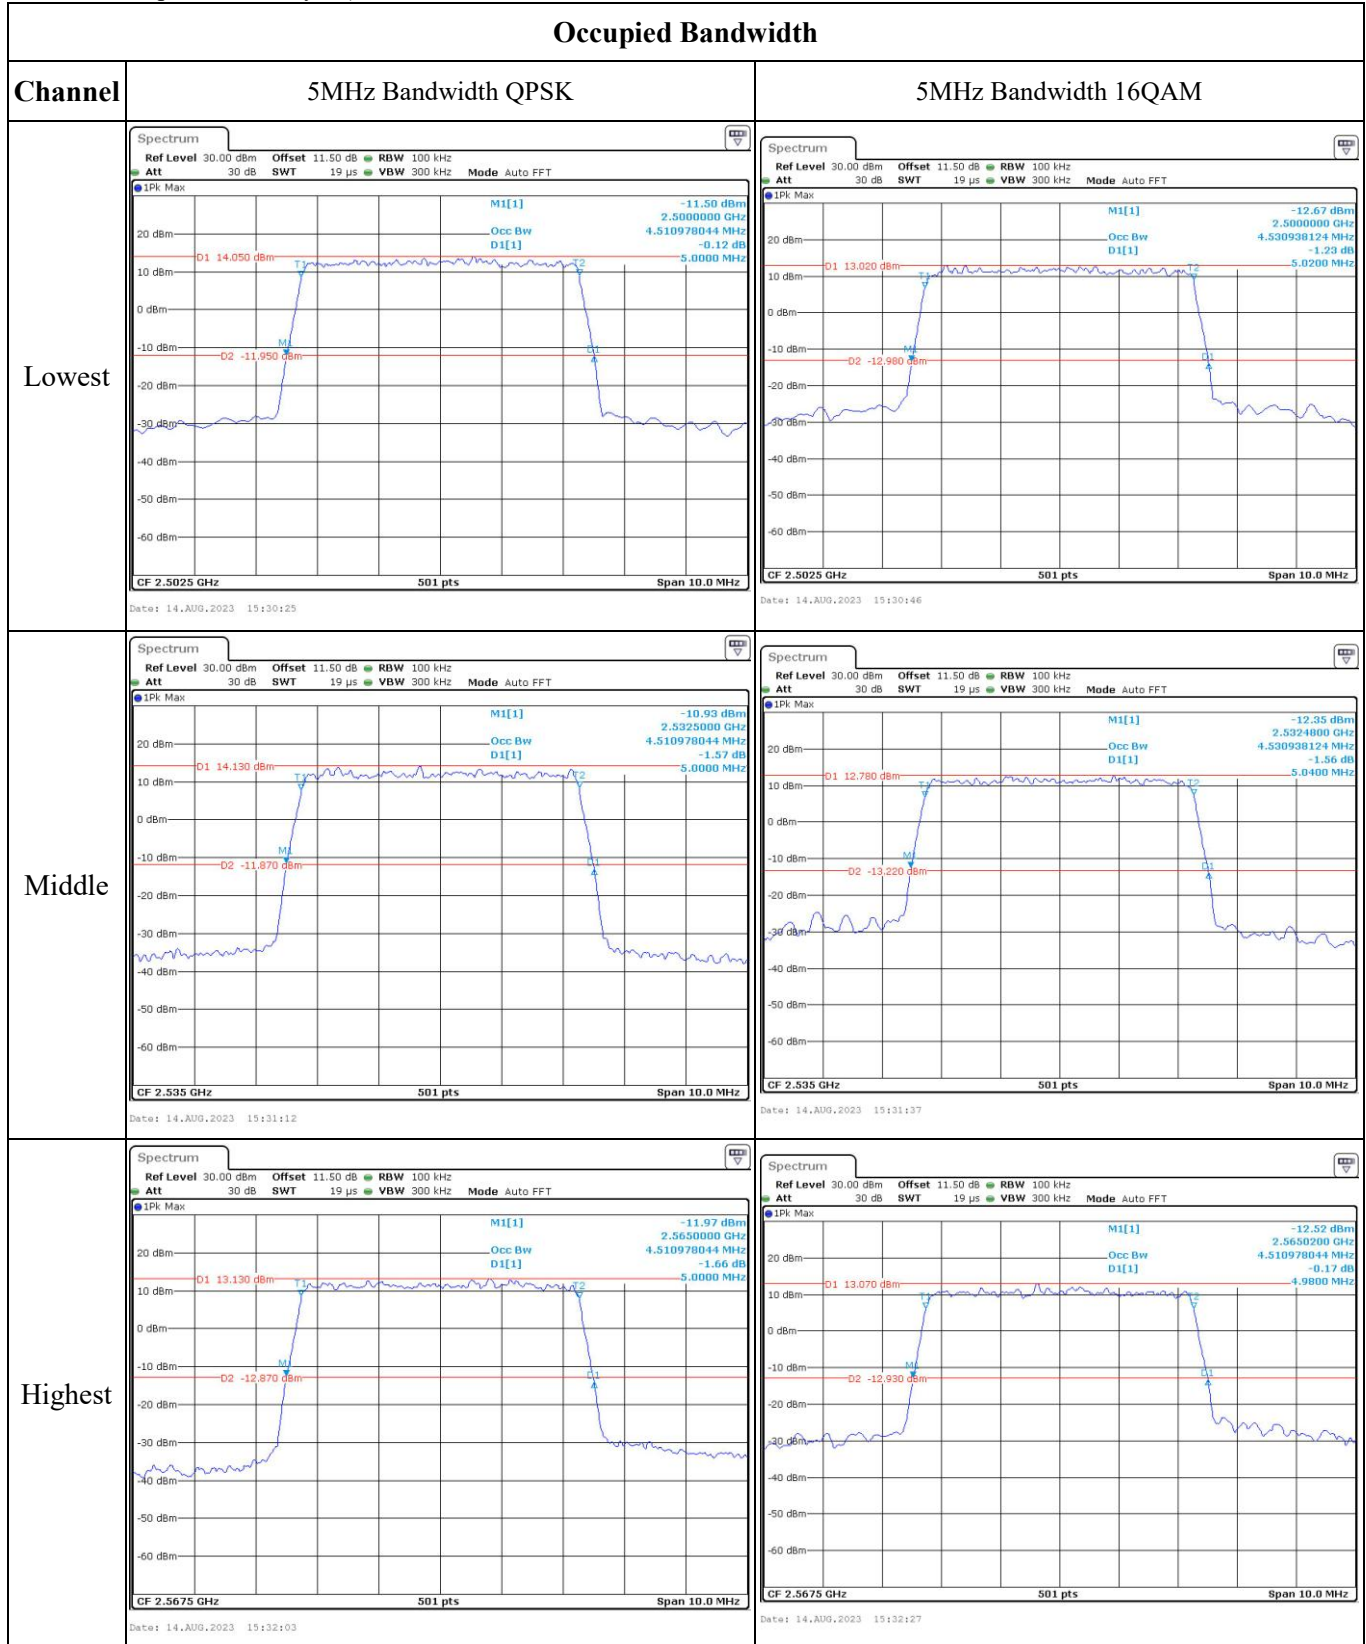 Occupied Bandwidth
Channel 5MHz Bandwidth QPSK 5MHz Bandwidth 16QAM
Lowest
Spectrum
Ref Level 30.00 dBm Offset 11.50 dB RBW 100 kHz
Att 30 dB SWT 19 µs VBW 300 kHz Mode Auto FFT
1Pk Max
M1[1] -11.50 dBm
2.5000000 GHz
Occ Bw 4.510978044 MHz
D1[1] -0.12 dB
5.0000 MHz
20 dBm
D1 14.050 dBm
T1 T2
10 dBm
0 dBm
-10 dBm
M1 D1
D2 -11.950 dBm
-20 dBm
-30 dBm
-40 dBm
-50 dBm
-60 dBm
CF 2.5025 GHz 501 pts Span 10.0 MHz
Date: 14.AUG.2023 15:30:25
Spectrum
Ref Level 30.00 dBm Offset 11.50 dB RBW 100 kHz
Att 30 dB SWT 19 µs VBW 300 kHz Mode Auto FFT
1Pk Max
M1[1] -12.67 dBm
2.5000000 GHz
Occ Bw 4.530938124 MHz
D1[1] -1.23 dB
5.0200 MHz
20 dBm
D1 13.020 dBm
T1 T2
10 dBm
0 dBm
-10 dBm
M1 D1
D2 -12.980 dBm
-20 dBm
-30 dBm
-40 dBm
-50 dBm
-60 dBm
CF 2.5025 GHz 501 pts Span 10.0 MHz
Date: 14.AUG.2023 15:30:46
Middle
Spectrum
Ref Level 30.00 dBm Offset 11.50 dB RBW 100 kHz
Att 30 dB SWT 19 µs VBW 300 kHz Mode Auto FFT
1Pk Max
M1[1] -10.93 dBm
2.5325000 GHz
Occ Bw 4.510978044 MHz
D1[1] -1.57 dB
5.0000 MHz
20 dBm
D1 14.130 dBm
T1 T2
10 dBm
0 dBm
-10 dBm
M1 D1
D2 -11.870 dBm
-20 dBm
-30 dBm
-40 dBm
-50 dBm
-60 dBm
CF 2.535 GHz 501 pts Span 10.0 MHz
Date: 14.AUG.2023 15:31:12
Spectrum
Ref Level 30.00 dBm Offset 11.50 dB RBW 100 kHz
Att 30 dB SWT 19 µs VBW 300 kHz Mode Auto FFT
1Pk Max
M1[1] -12.35 dBm
2.5324800 GHz
Occ Bw 4.530938124 MHz
D1[1] -1.56 dB
5.0400 MHz
20 dBm
D1 12.780 dBm
T1 T2
10 dBm
0 dBm
-10 dBm
M1 D1
D2 -13.220 dBm
-20 dBm
-30 dBm
-40 dBm
-50 dBm
-60 dBm
CF 2.535 GHz 501 pts Span 10.0 MHz
Date: 14.AUG.2023 15:31:37
Highest
Spectrum
Ref Level 30.00 dBm Offset 11.50 dB RBW 100 kHz
Att 30 dB SWT 19 µs VBW 300 kHz Mode Auto FFT
1Pk Max
M1[1] -11.97 dBm
2.5650000 GHz
Occ Bw 4.510978044 MHz
D1[1] -1.66 dB
5.0000 MHz
20 dBm
D1 13.130 dBm
T1 T2
10 dBm
0 dBm
-10 dBm
M1 D1
D2 -12.870 dBm
-20 dBm
-30 dBm
-40 dBm
-50 dBm
-60 dBm
CF 2.5675 GHz 501 pts Span 10.0 MHz
Date: 14.AUG.2023 15:32:03
Spectrum
Ref Level 30.00 dBm Offset 11.50 dB RBW 100 kHz
Att 30 dB SWT 19 µs VBW 300 kHz Mode Auto FFT
1Pk Max
M1[1] -12.52 dBm
2.5650200 GHz
Occ Bw 4.510978044 MHz
D1[1] -0.17 dB
4.9800 MHz
20 dBm
D1 13.070 dBm
T1 T2
10 dBm
0 dBm
-10 dBm
M1 D1
D2 -12.930 dBm
-20 dBm
-30 dBm
-40 dBm
-50 dBm
-60 dBm
CF 2.5675 GHz 501 pts Span 10.0 MHz
Date: 14.AUG.2023 15:32:27